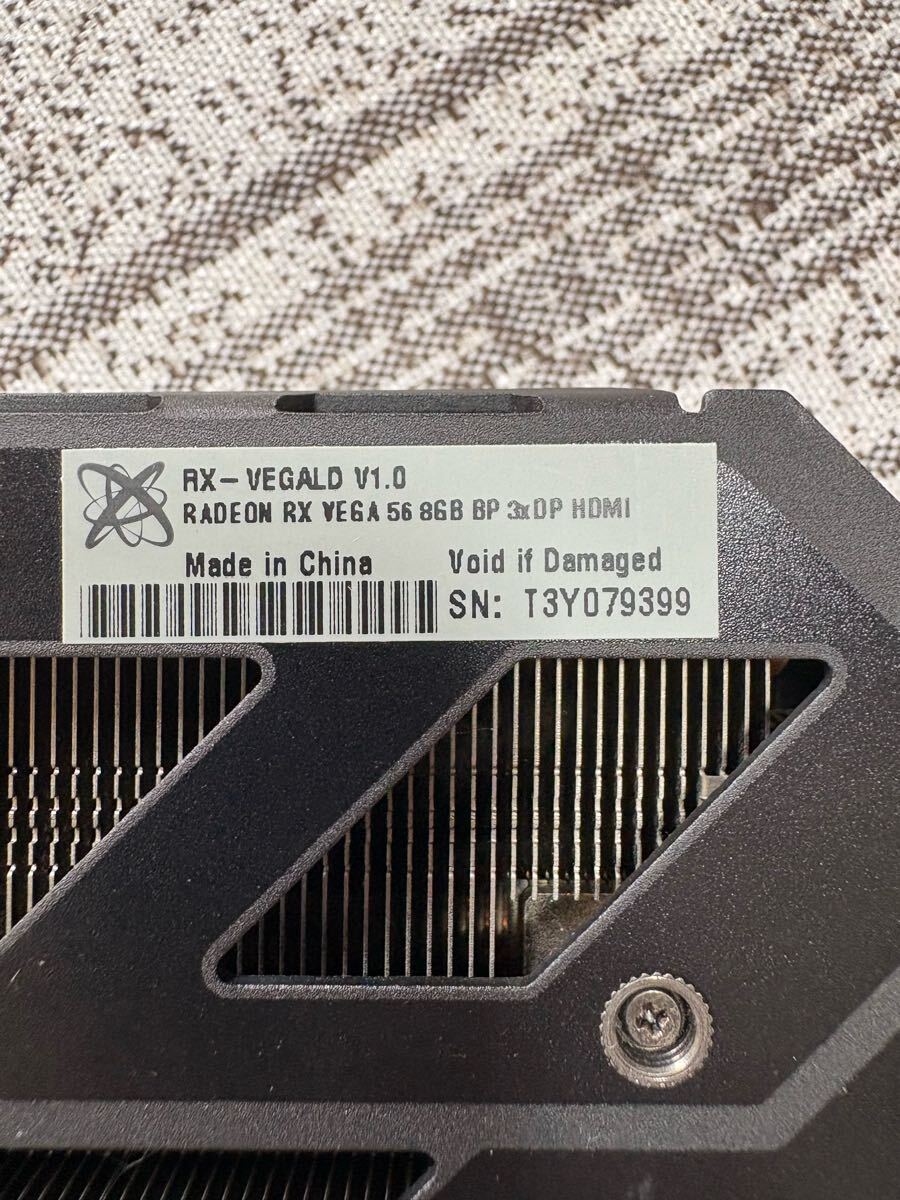 RX-VEGALD V1.0
RADEON RX VEGA 56 8GB BP 3xDP HDMI
Made in China Void if Damaged
SN: T3Y079399